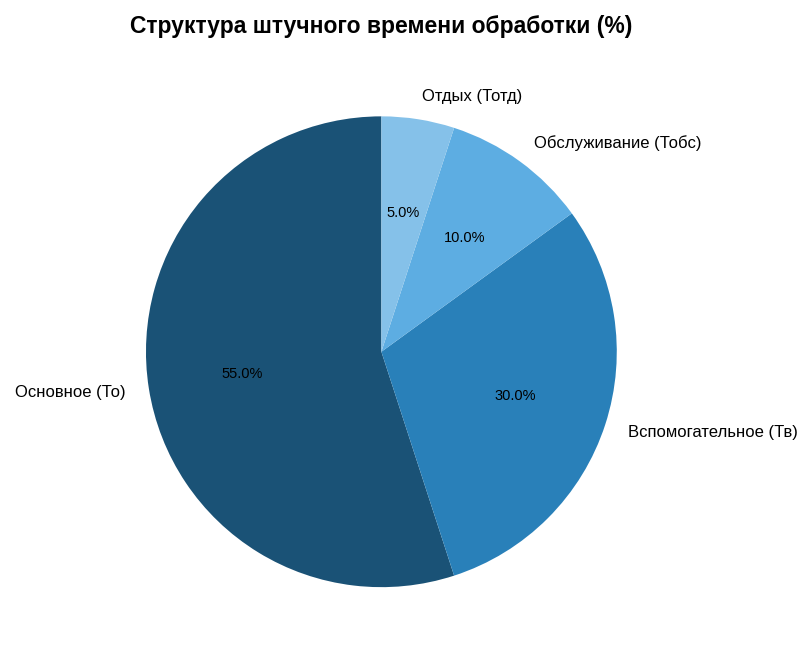 Структура штучного времени обработки (%)
Отдых (Тотд)
Обслуживание (Тобс)
5.0%
10.0%
55.0%
Основное (То)
30.0%
Вспомогательное (Тв)